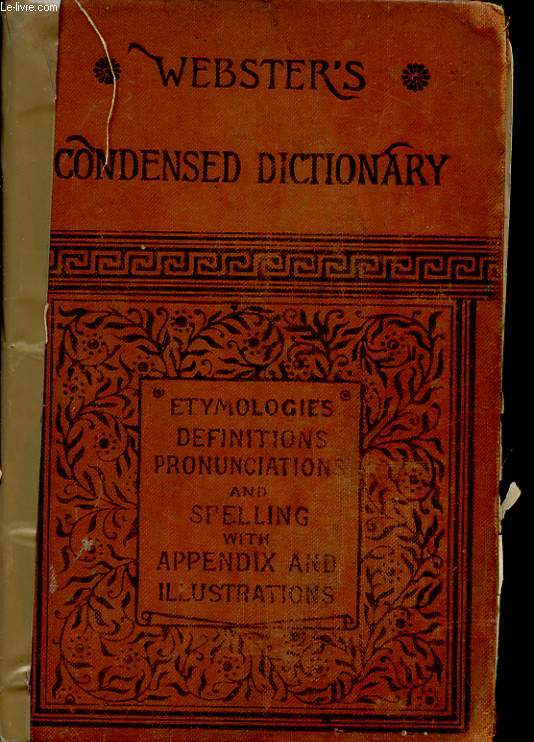 Le-livre.com
WEBSTER'S
CONDENSED DICTIONARY
ETYMOLOGIES
DEFINITIONS
PRONUNCIATIONS
AND
SPELLING
WITH
APPENDIX AND
ILLUSTRATIONS